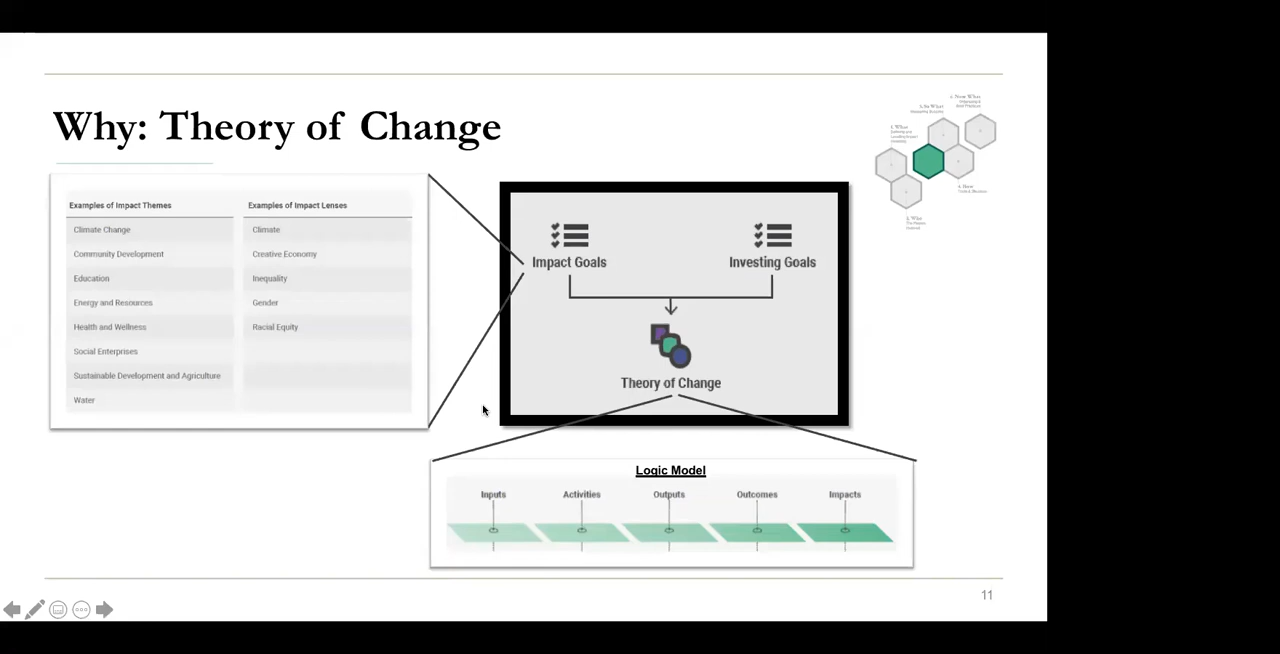 Why: Theory of Change
Examples of Impact Themes
Climate Change
Community Development
Education
Energy and Resources
Health and Wellness
Social Enterprises
Sustainable Development and Agriculture
Water
Examples of Impact Lenses
Climate
Creative Economy
Inequality
Gender
Racial Equity
Impact Goals
Investing Goals
Theory of Change
Logic Model
Inputs
Activities
Outputs
Outcomes
Impacts
11